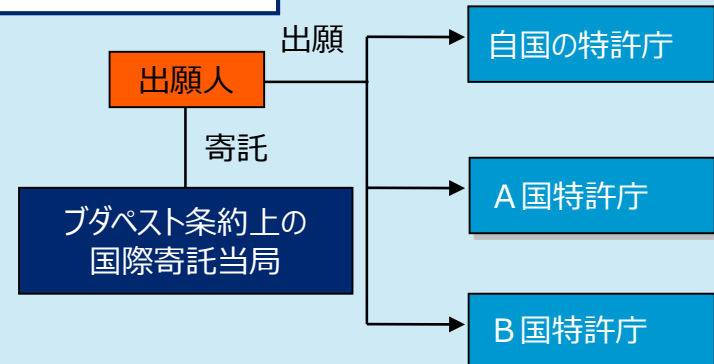 出願
自国の特許庁
出願人
寄託
A国特許庁
ブダペスト条約上の
国際寄託当局
B国特許庁